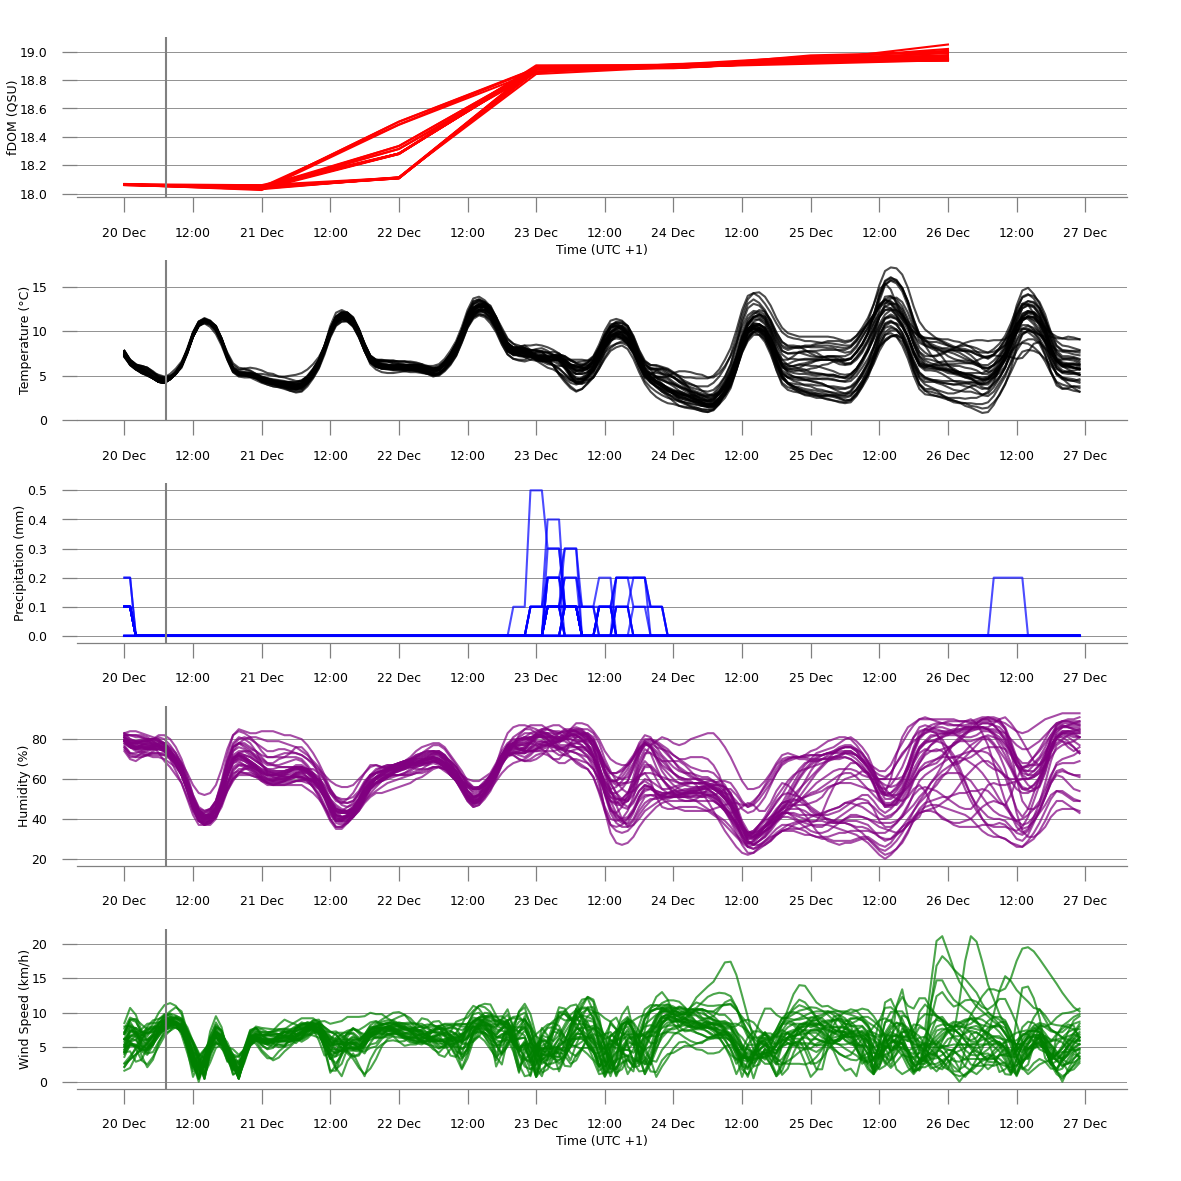 fDOM (QSU)
19.0
18.8
18.6
18.4
18.2
18.0
20 Dec 12:00 21 Dec 12:00 22 Dec 12:00 23 Dec 12:00 24 Dec 12:00 25 Dec 12:00 26 Dec 12:00 27 Dec
Time (UTC +1)
Temperature (°C)
15
10
5
0
20 Dec 12:00 21 Dec 12:00 22 Dec 12:00 23 Dec 12:00 24 Dec 12:00 25 Dec 12:00 26 Dec 12:00 27 Dec
Precipitation (mm)
0.5
0.4
0.3
0.2
0.1
0.0
20 Dec 12:00 21 Dec 12:00 22 Dec 12:00 23 Dec 12:00 24 Dec 12:00 25 Dec 12:00 26 Dec 12:00 27 Dec
Humidity (%)
80
60
40
20
20 Dec 12:00 21 Dec 12:00 22 Dec 12:00 23 Dec 12:00 24 Dec 12:00 25 Dec 12:00 26 Dec 12:00 27 Dec
Wind Speed (km/h)
20
15
10
5
0
20 Dec 12:00 21 Dec 12:00 22 Dec 12:00 23 Dec 12:00 24 Dec 12:00 25 Dec 12:00 26 Dec 12:00 27 Dec
Time (UTC +1)